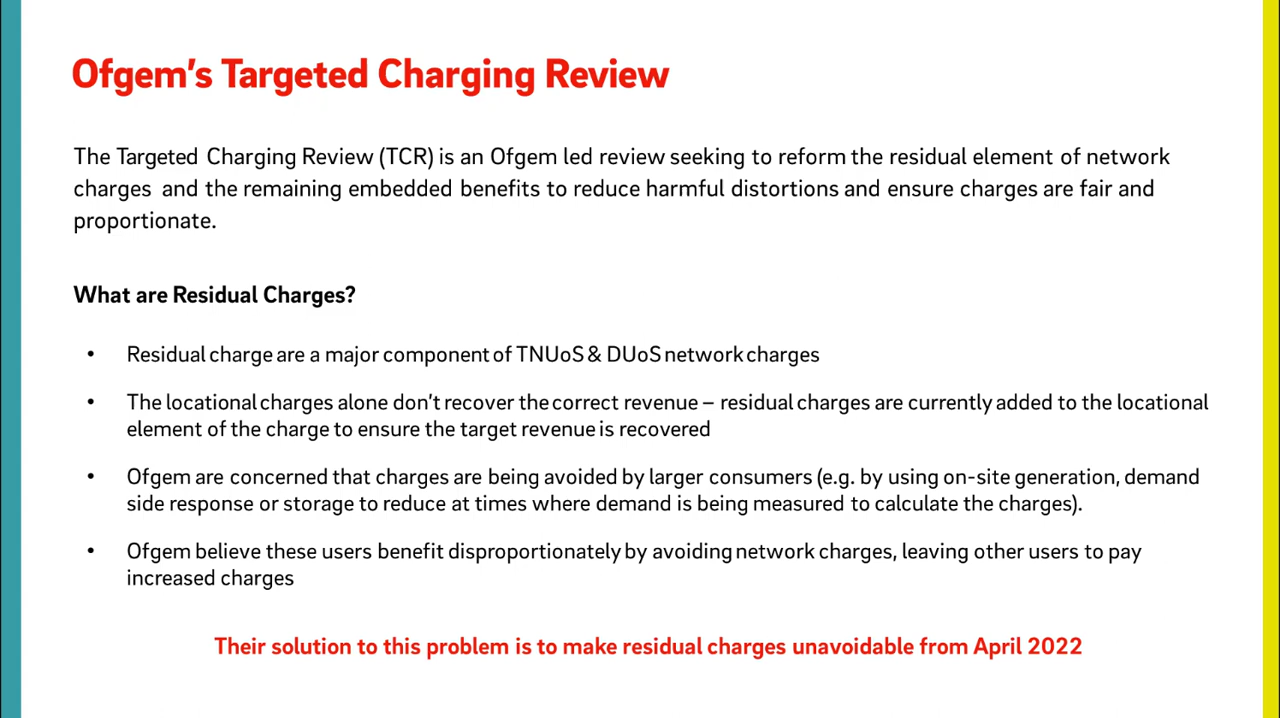 Ofgem's Targeted Charging Review
The Targeted Charging Review (TCR) is an Ofgem led review seeking to reform the residual element of network
charges and the remaining embedded benefits to reduce harmful distortions and ensure charges are fair and
proportionate.
What are Residual Charges?
• Residual charge are a major component of TNUoS & DUoS network charges
• The locational charges alone don't recover the correct revenue – residual charges are currently added to the locational
element of the charge to ensure the target revenue is recovered
• Ofgem are concerned that charges are being avoided by larger consumers (e.g. by using on-site generation, demand
side response or storage to reduce at times where demand is being measured to calculate the charges).
• Ofgem believe these users benefit disproportionately by avoiding network charges, leaving other users to pay
increased charges
Their solution to this problem is to make residual charges unavoidable from April 2022